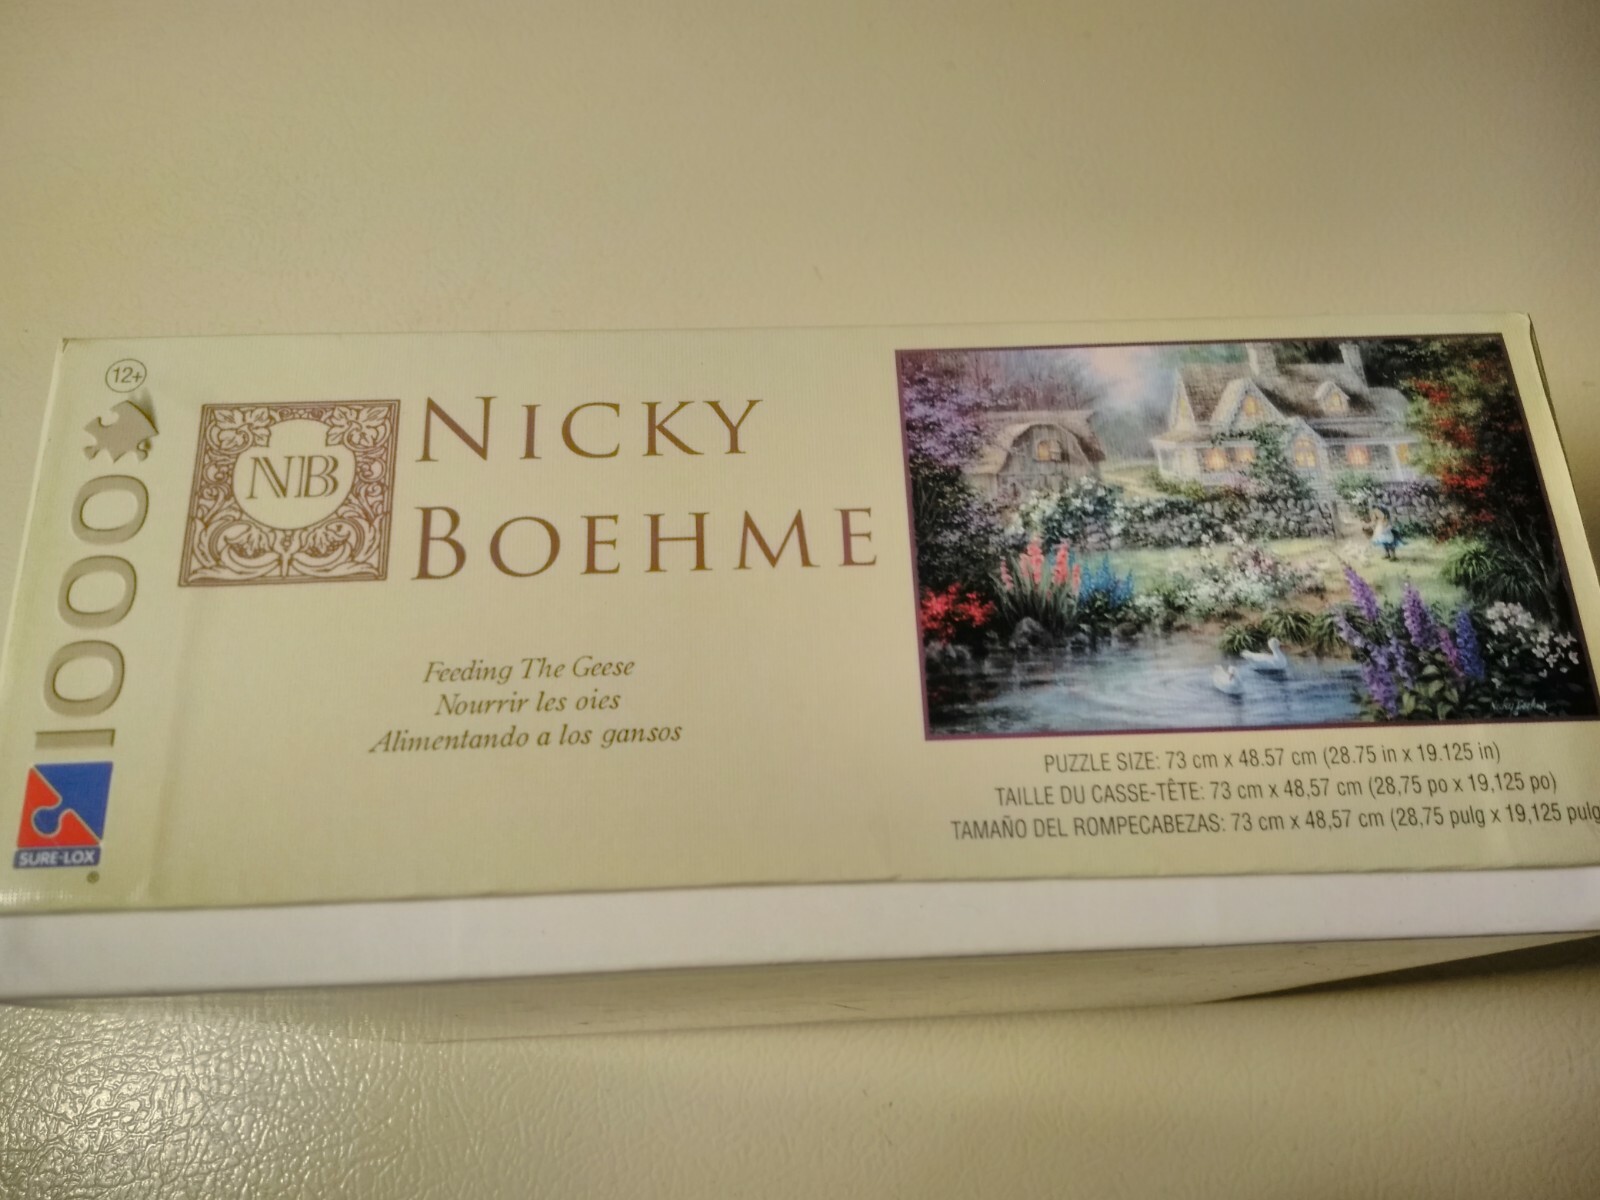 12+
1000
NB
NICKY
BOEHME
Feeding The Geese
Nourrir les oies
Alimentando a los gansos
Nicky Boehme
PUZZLE SIZE: 73 cm x 48.57 cm (28.75 in x 19.125 in)
TAILLE DU CASSE-TÊTE: 73 cm x 48,57 cm (28,75 po x 19,125 po)
TAMAÑO DEL ROMPECABEZAS: 73 cm x 48,57 cm (28,75 pulg x 19,125 pulg
SURE-LOX
®